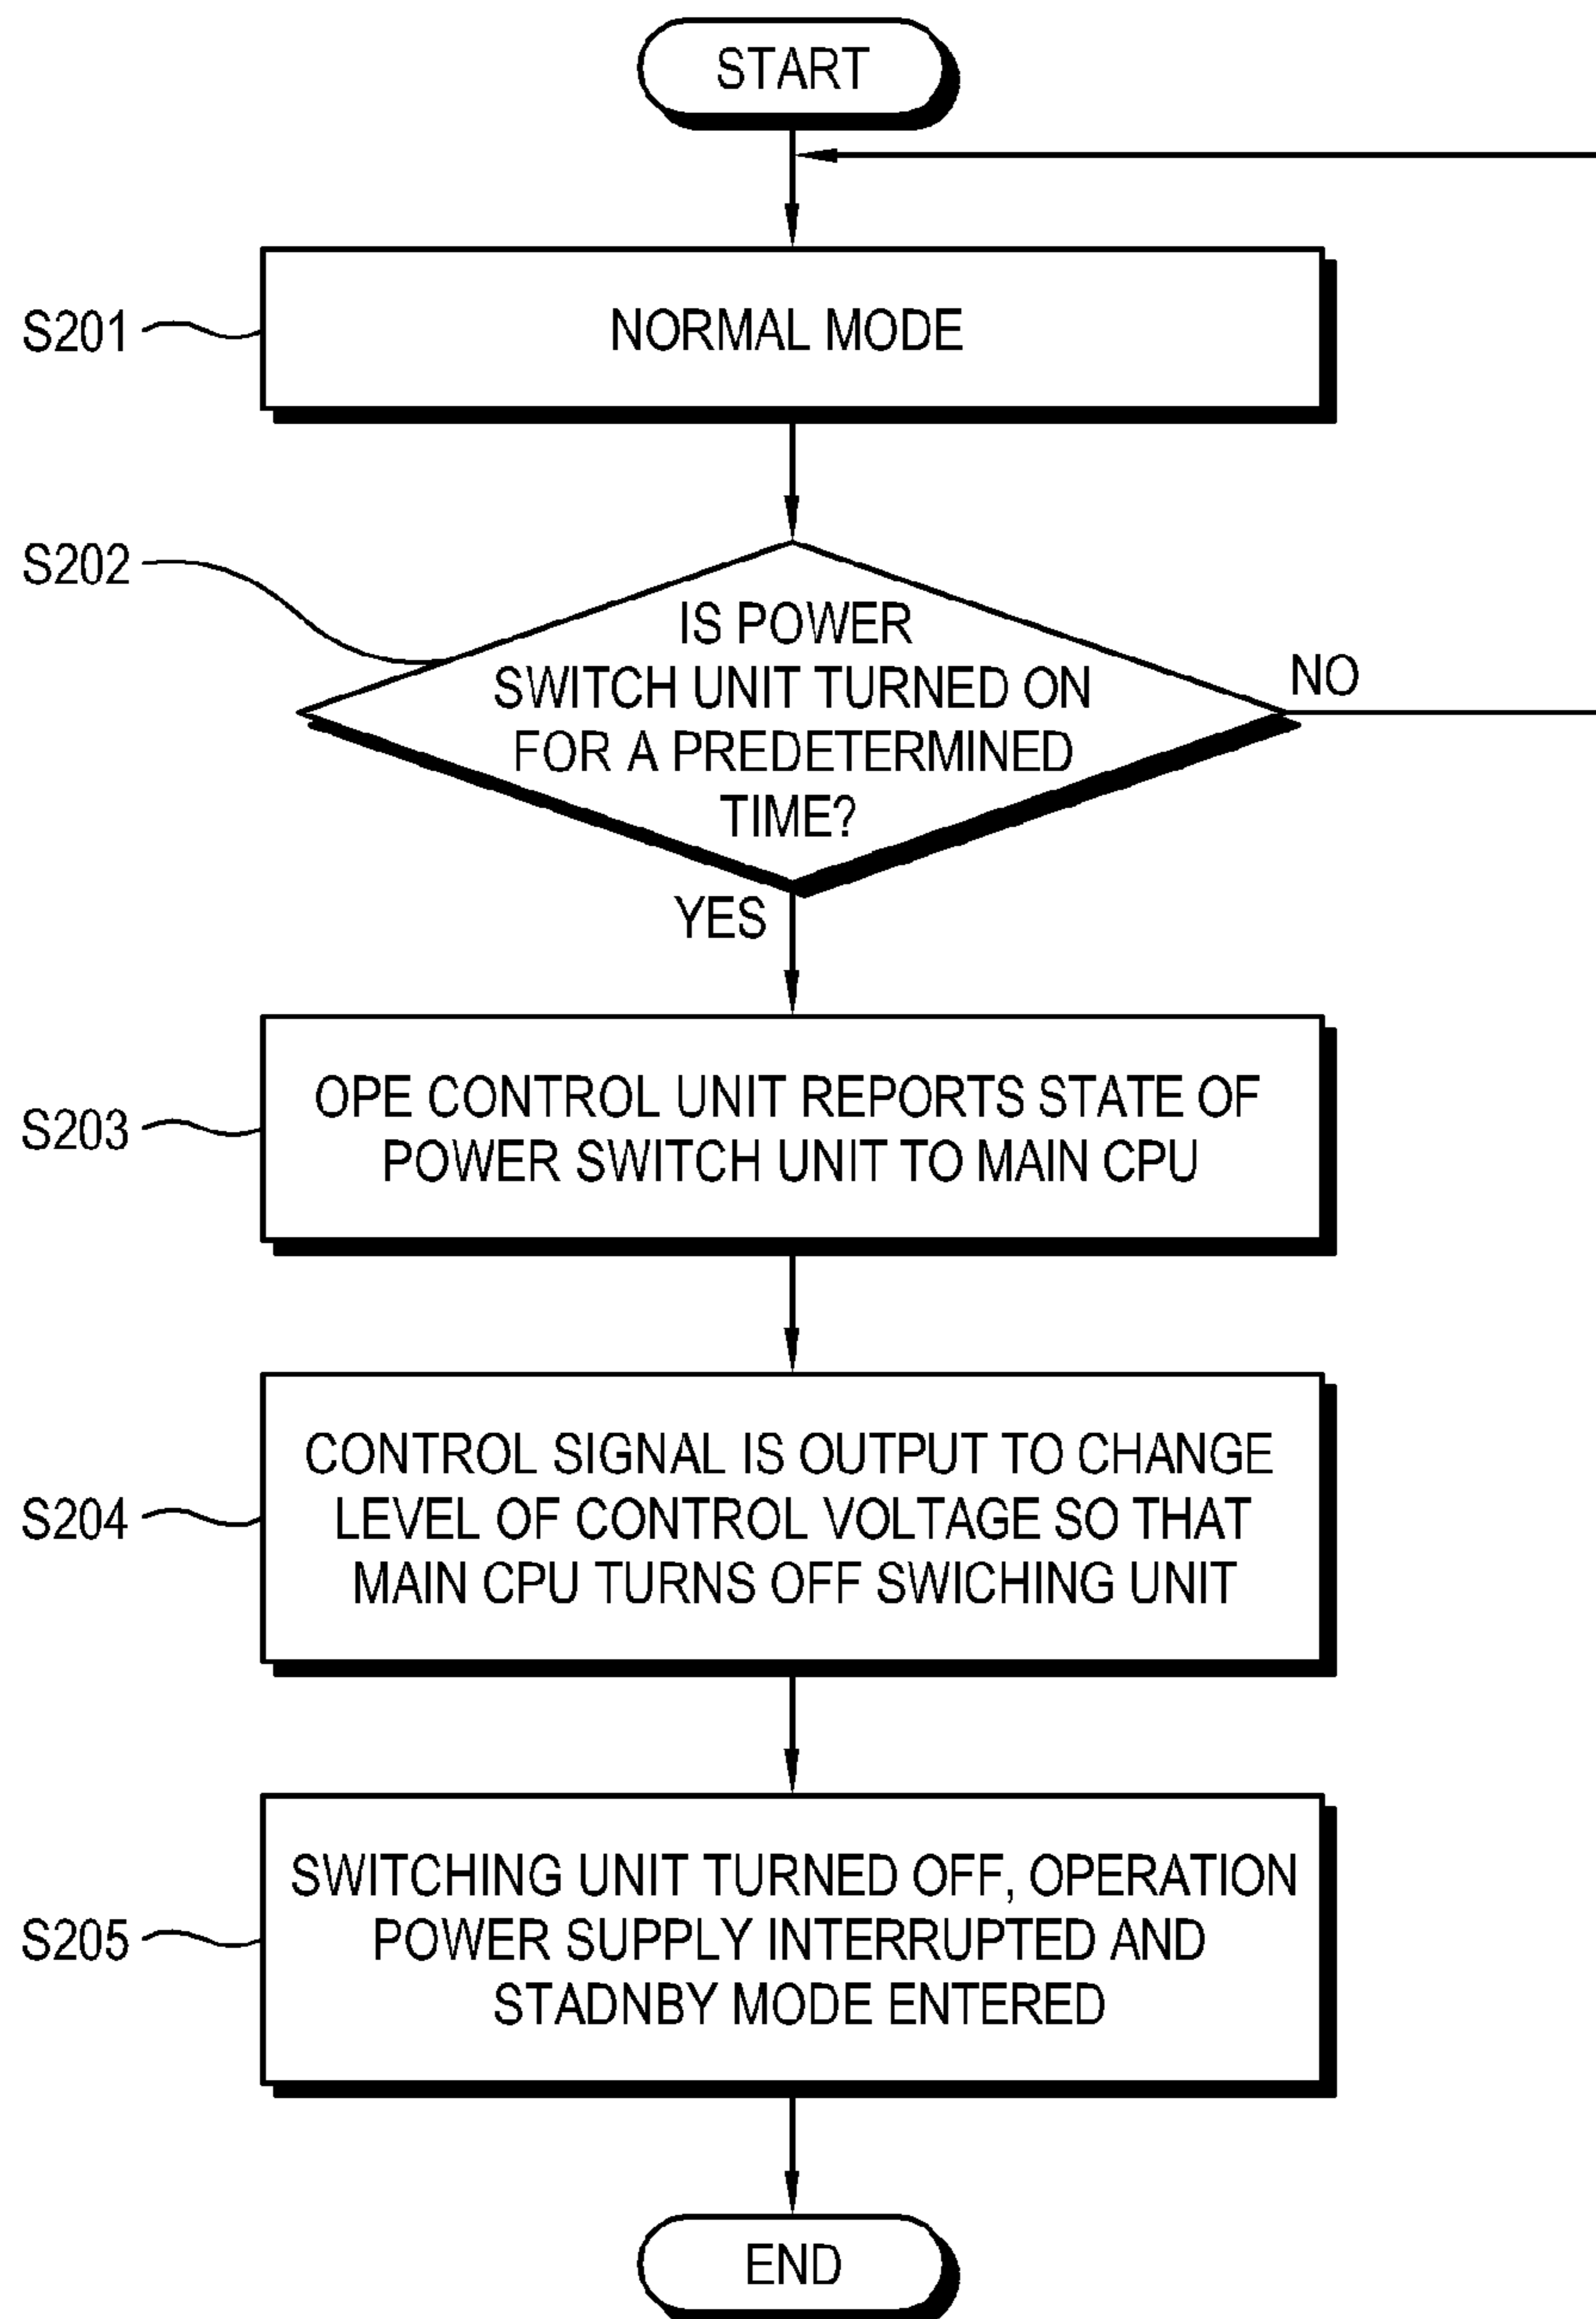 START
S201
NORMAL MODE
S202
IS POWER
SWITCH UNIT TURNED ON
FOR A PREDETERMINED
TIME?
NO
YES
S203
OPE CONTROL UNIT REPORTS STATE OF
POWER SWITCH UNIT TO MAIN CPU
S204
CONTROL SIGNAL IS OUTPUT TO CHANGE
LEVEL OF CONTROL VOLTAGE SO THAT
MAIN CPU TURNS OFF SWICHING UNIT
S205
SWITCHING UNIT TURNED OFF, OPERATION
POWER SUPPLY INTERRUPTED AND
STADNBY MODE ENTERED
END